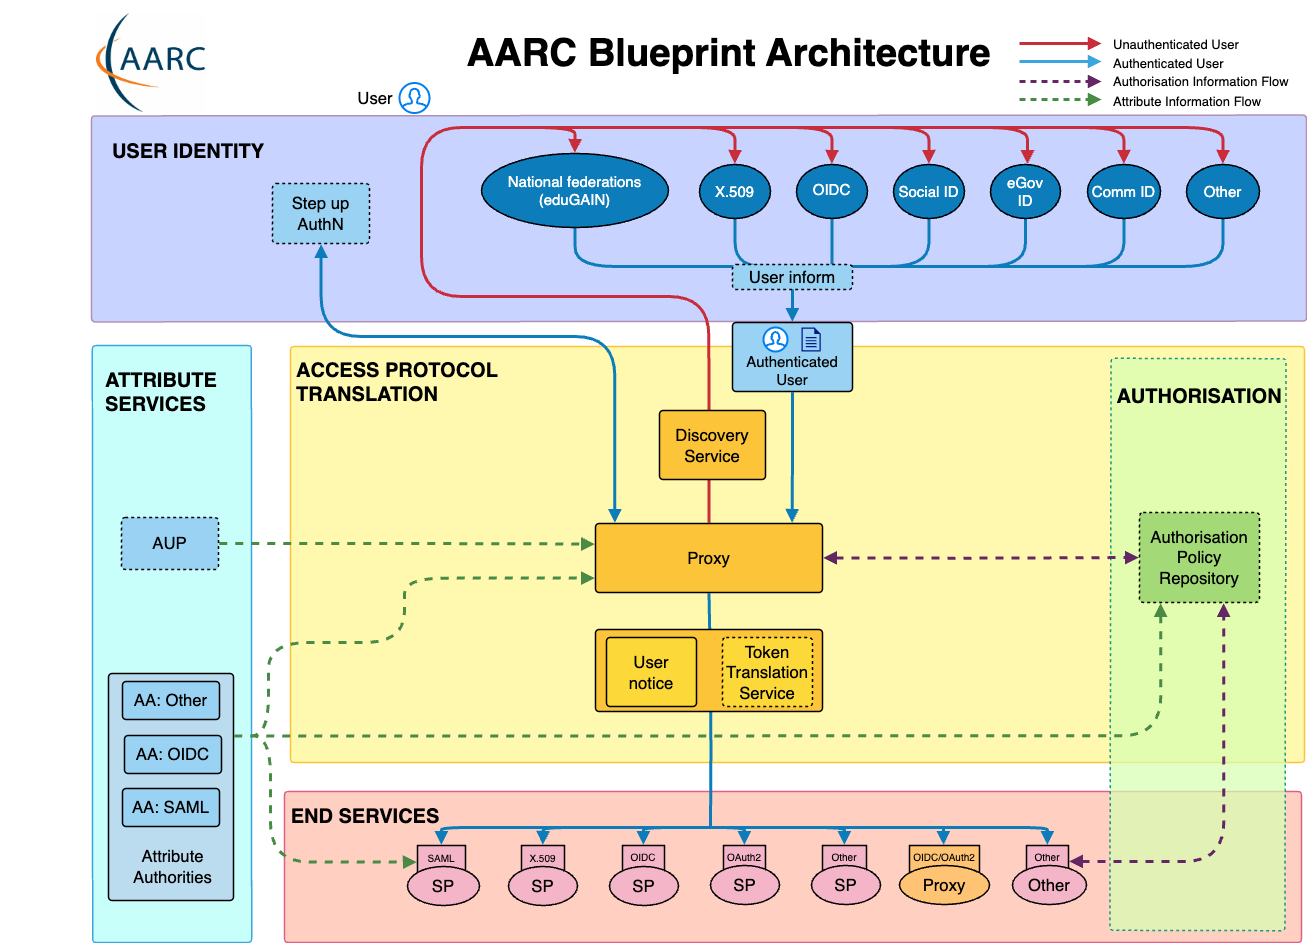 AARC
AARC Blueprint Architecture
Unauthenticated User
Authenticated User
Authorisation Information Flow
Attribute Information Flow
User
USER IDENTITY
Step up
AuthN
National federations
(eduGAIN)
X.509
OIDC
Social ID
eGov
ID
Comm ID
Other
User inform
Authenticated
User
ATTRIBUTE
SERVICES
ACCESS PROTOCOL
TRANSLATION
AUTHORISATION
Discovery
Service
AUP
Proxy
Authorisation
Policy
Repository
User
notice
Token
Translation
Service
AA: Other
AA: OIDC
AA: SAML
Attribute
Authorities
END SERVICES
SAML
SP
X.509
SP
OIDC
SP
OAuth2
SP
Other
SP
OIDC/OAuth2
Proxy
Other
Other